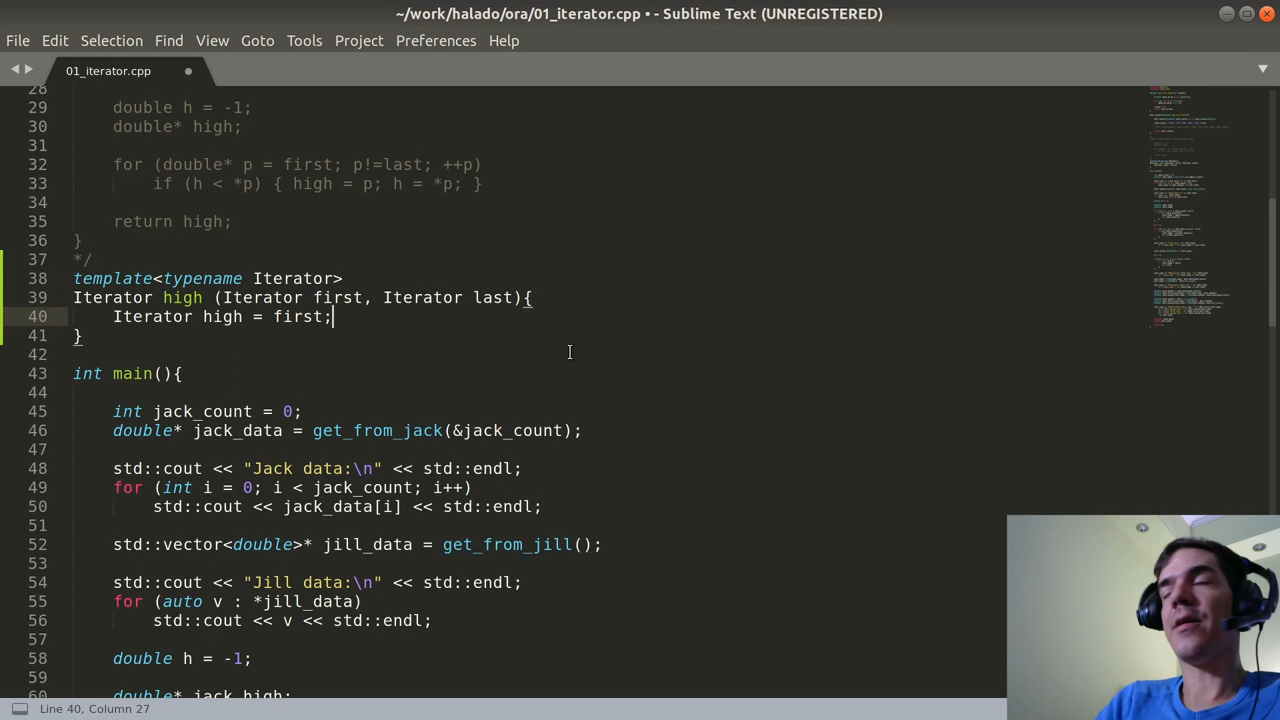 ~/work/halado/ora/01_iterator.cpp • - Sublime Text (UNREGISTERED)
File Edit Selection Find View Goto Tools Project Preferences Help
01_iterator.cpp
28
29 double h = -1;
30 double* high;
31
32 for (double* p = first; p!=last; ++p)
33 if (h < *p) { high = p; h = *p; }
34
35 return high;
36 }
37 */
38 template<typename Iterator>
39 Iterator high (Iterator first, Iterator last){
40 Iterator high = first;
41 }
42
43 int main(){
44
45 int jack_count = 0;
46 double* jack_data = get_from_jack(&jack_count);
47
48 std::cout << "Jack data:\n" << std::endl;
49 for (int i = 0; i < jack_count; i++)
50 std::cout << jack_data[i] << std::endl;
51
52 std::vector<double>* jill_data = get_from_jill();
53
54 std::cout << "Jill data:\n" << std::endl;
55 for (auto v : *jill_data)
56 std::cout << v << std::endl;
57
58 double h = -1;
59
60 double* jack_high;
Line 40, Column 27